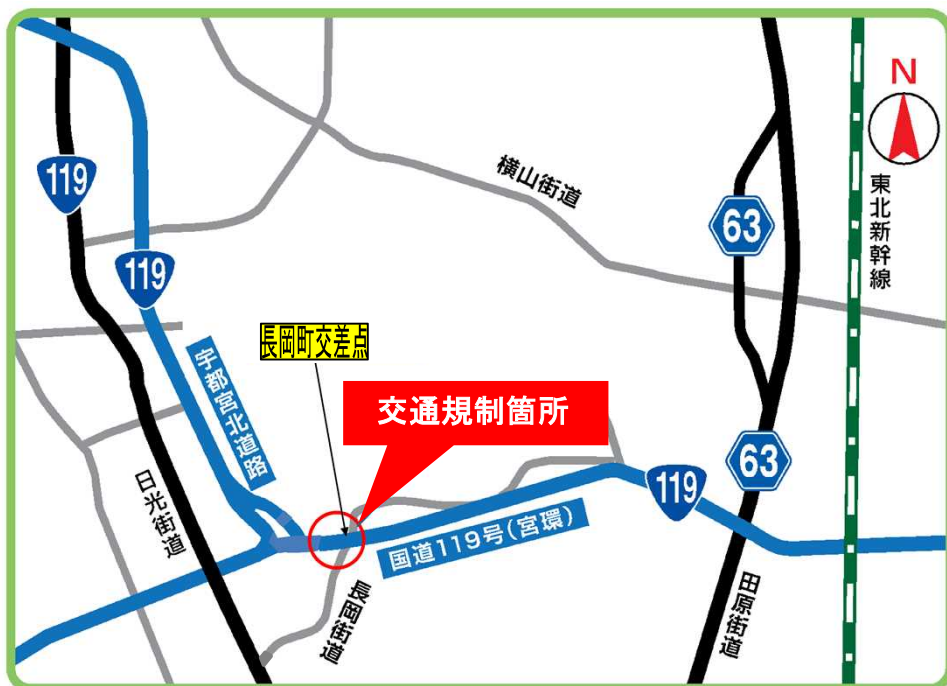 N
119
横山街道
東北新幹線
63
119
長岡町交差点
宇都宮北道路
交通規制箇所
63
日光街道
119
国道119号(宮環)
長岡街道
田原街道